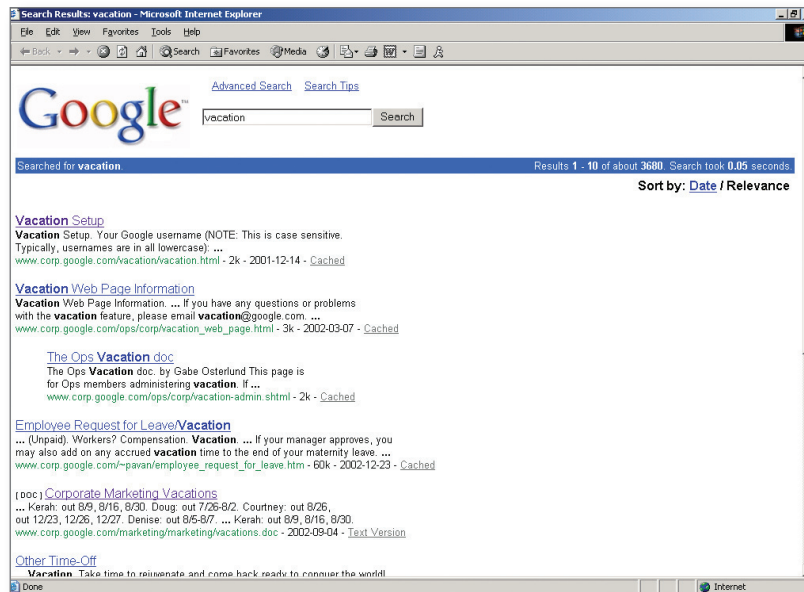 Search Results: vacation - Microsoft Internet Explorer
File Edit View Favorites Tools Help
Back Search Favorites Media
Advanced Search Search Tips
Google™
vacation Search
Searched for vacation. Results 1 - 10 of about 3680. Search took 0.05 seconds.
Sort by: Date / Relevance
Vacation Setup
Vacation Setup. Your Google username (NOTE: This is case sensitive.
Typically, usernames are in all lowercase): ...
www.corp.google.com/vacation/vacation.html - 2k - 2001-12-14 - Cached
Vacation Web Page Information
Vacation Web Page Information. ... If you have any questions or problems
with the vacation feature, please email vacation@google.com. ...
www.corp.google.com/ops/corp/vacation_web_page.html - 3k - 2002-03-07 - Cached
The Ops Vacation doc
The Ops Vacation doc. by Gabe Osterlund This page is
for Ops members administering vacation. If ...
www.corp.google.com/ops/corp/vacation-admin.shtml - 2k - Cached
Employee Request for Leave/Vacation
... (Unpaid). Workers? Compensation. Vacation. ... If your manager approves, you
may also add on any accrued vacation time to the end of your maternity leave. ...
www.corp.google.com/~pavan/employee_request_for_leave.htm - 60k - 2002-12-23 - Cached
[DOC] Corporate Marketing Vacations
... Kerah: out 8/9, 8/16, 8/30. Doug: out 7/26-8/2. Courtney: out 8/26,
out 12/23, 12/26, 12/27. Denise: out 8/5-8/7. ... Kerah: out 8/9, 8/16, 8/30.
www.corp.google.com/marketing/marketing/vacations.doc - 2002-09-04 - Text Version
Other Time-Off
Vacation. Take time to rejuvenate and come back ready to conquer the world!
Done Internet